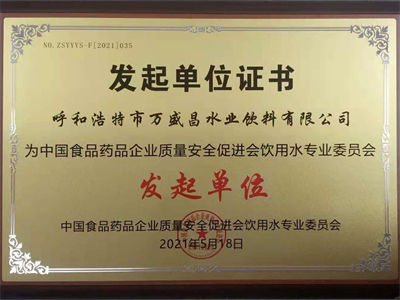 NO.ZSYYYS-F[2021]035
发起单位证书
呼和浩特市万盛昌水业饮料有限公司
为中国食品药品企业质量安全促进会饮用水专业委员会
发起单位
中国食品药品企业质量安全促进会饮用水专业委员会
2021年5月18日